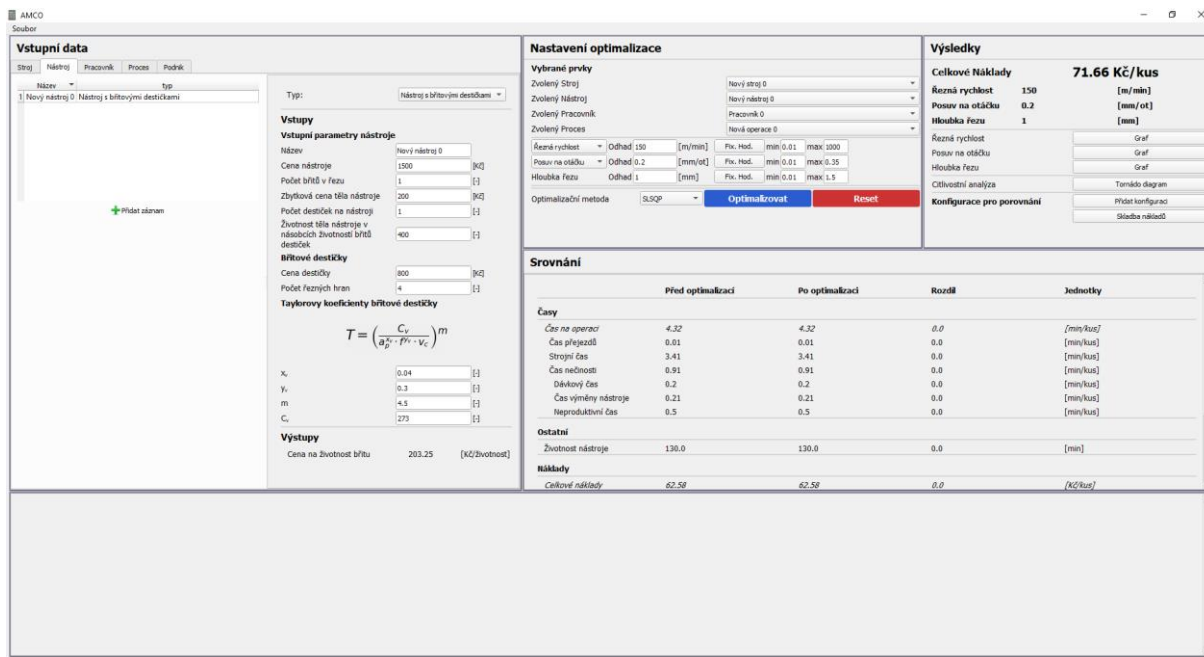 AMCO
Soubor
Vstupní data
Stroj Nástroj Pracovník Proces Podnik
Název typ
1 Nový nástroj 0 Nástroj s břitovými destičkami
Přidat záznam
Typ: Nástroj s břitovými destičkami
Vstupy
Vstupní parametry nástroje
Název Nový nástroj 0
Cena nástroje 1500 [Kč]
Počet břitů v řezu 1 [-]
Zbytková cena těla nástroje 200 [Kč]
Počet destiček na nástroji 1 [-]
Životnost těla nástroje v
násobcích životností břitů 400 [-]
destiček
Břitové destičky
Cena destičky 800 [Kč]
Počet řezných hran 4 [-]
Taylorovy koeficienty břitové destičky
T = (C_v / (a_p^{x_v} · f^{y_v} · v_c))^m
x_v 0.04 [-]
y_v 0.3 [-]
m 4.5 [-]
C_v 273 [-]
Výstupy
Cena na životnost břitu 203.25 [Kč/životnost]
Nastavení optimalizace
Vybrané prvky
Zvolený Stroj Nový stroj 0
Zvolený Nástroj Nový nástroj 0
Zvolený Pracovník Pracovník 0
Zvolený Proces Nová operace 0
Řezná rychlost Odhad 150 [m/min] Fix. Hod. min 0.01 max 1000
Posuv na otáčku Odhad 0.2 [mm/ot] Fix. Hod. min 0.01 max 0.35
Hloubka řezu Odhad 1 [mm] Fix. Hod. min 0.01 max 1.5
Optimalizační metoda SLSQP Optimalizovat Reset
Výsledky
Celkové Náklady 71.66 Kč/kus
Řezná rychlost 150 [m/min]
Posuv na otáčku 0.2 [mm/ot]
Hloubka řezu 1 [mm]
Řezná rychlost Graf
Posuv na otáčku Graf
Hloubka řezu Graf
Citlivostní analýza Tornádo diagram
Konfigurace pro porovnání Přidat konfiguraci
Skladba nákladů
Srovnání
Před optimalizací Po optimalizaci Rozdíl Jednotky
Časy
Čas na operaci 4.32 4.32 0.0 [min/kus]
Čas přejezdů 0.01 0.01 0.0 [min/kus]
Strojní čas 3.41 3.41 0.0 [min/kus]
Čas nečinosti 0.91 0.91 0.0 [min/kus]
Dávkový čas 0.2 0.2 0.0 [min/kus]
Čas výměny nástroje 0.21 0.21 0.0 [min/kus]
Neproduktivní čas 0.5 0.5 0.0 [min/kus]
Ostatní
Životnost nástroje 130.0 130.0 0.0 [min]
Náklady
Celkové náklady 62.58 62.58 0.0 [Kč/kus]